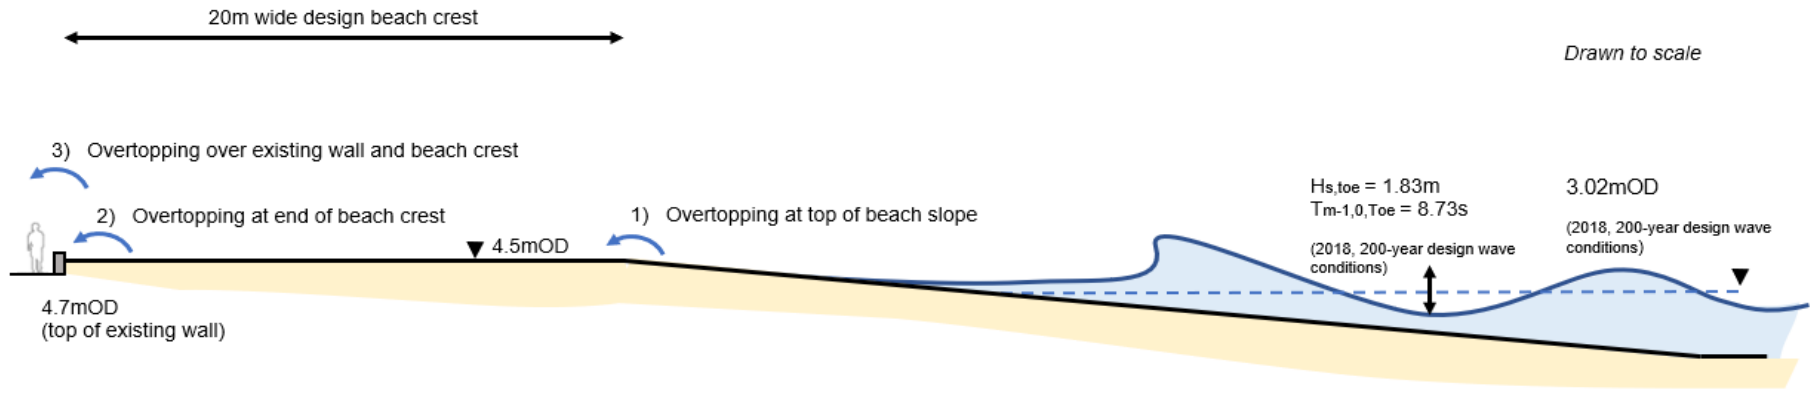 20m wide design beach crest
Drawn to scale
3) Overtopping over existing wall and beach crest
2) Overtopping at end of beach crest
1) Overtopping at top of beach slope
4.5mOD
4.7mOD
(top of existing wall)
Hs,toe = 1.83m
Tm-1,0,Toe = 8.73s
(2018, 200-year design wave
conditions)
3.02mOD
(2018, 200-year design wave
conditions)